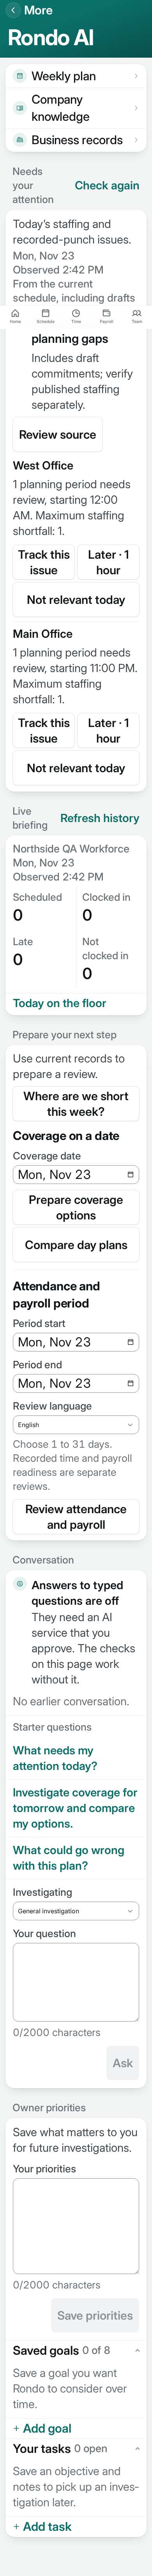 More
Rondo AI
Weekly plan
Company
knowledge
Business records
Needs
your
attention
Check again
Today's staffing and
recorded-punch issues.
Mon, Nov 23
Observed 2:42 PM
From the current
schedule, including drafts
Home
Schedule
Time
Payroll
Team
planning gaps
Includes draft
commitments; verify
published staffing
separately.
Review source
West Office
1 planning period needs
review, starting 12:00
AM. Maximum staffing
shortfall: 1.
Track this
issue
Later · 1
hour
Not relevant today
Main Office
1 planning period needs
review, starting 11:00 PM.
Maximum staffing
shortfall: 1.
Track this
issue
Later · 1
hour
Not relevant today
Live
briefing
Refresh history
Northside QA Workforce
Mon, Nov 23
Observed 2:42 PM
Scheduled
0
Clocked in
0
Late
0
Not
clocked in
0
Today on the floor
Prepare your next step
Use current records to
prepare a review.
Where are we short
this week?
Coverage on a date
Coverage date
Mon, Nov 23
Prepare coverage
options
Compare day plans
Attendance and
payroll period
Period start
Mon, Nov 23
Period end
Mon, Nov 23
Review language
English
Choose 1 to 31 days.
Recorded time and payroll
readiness are separate
reviews.
Review attendance
and payroll
Conversation
Answers to typed
questions are off
They need an AI
service that you
approve. The checks
on this page work
without it.
No earlier conversation.
Starter questions
What needs my
attention today?
Investigate coverage for
tomorrow and compare
my options.
What could go wrong
with this plan?
Investigating
General investigation
Your question
0/2000 characters
Ask
Owner priorities
Save what matters to you
for future investigations.
Your priorities
0/2000 characters
Save priorities
Saved goals 0 of 8
Save a goal you want
Rondo to consider over
time.
+ Add goal
Your tasks 0 open
Save an objective and
notes to pick up an inves-
tigation later.
+ Add task